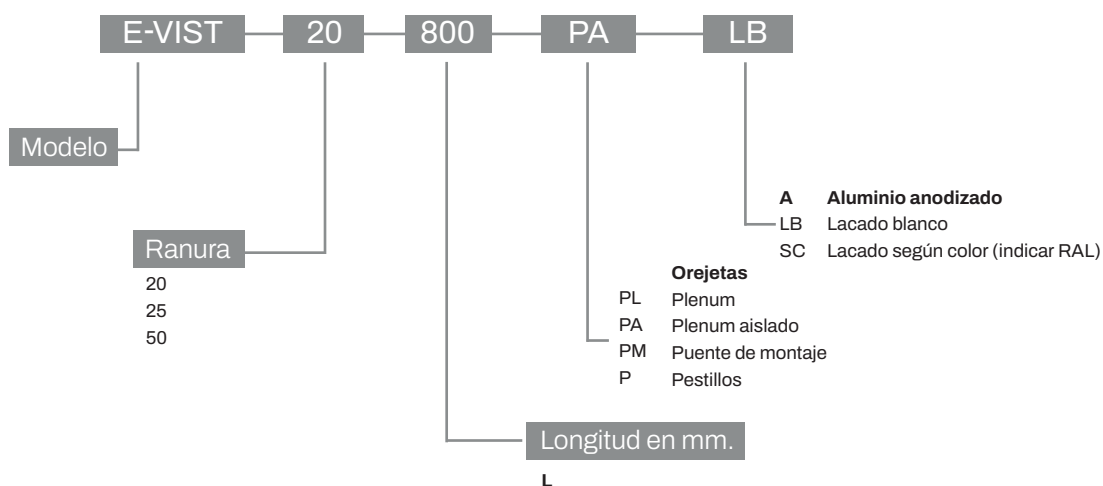 E-VIST 20 800 PA LB
Modelo
A Aluminio anodizado
LB Lacado blanco
SC Lacado según color (indicar RAL)
Ranura
20
25
50
Orejetas
PL Plenum
PA Plenum aislado
PM Puente de montaje
P Pestillos
Longitud en mm.
L